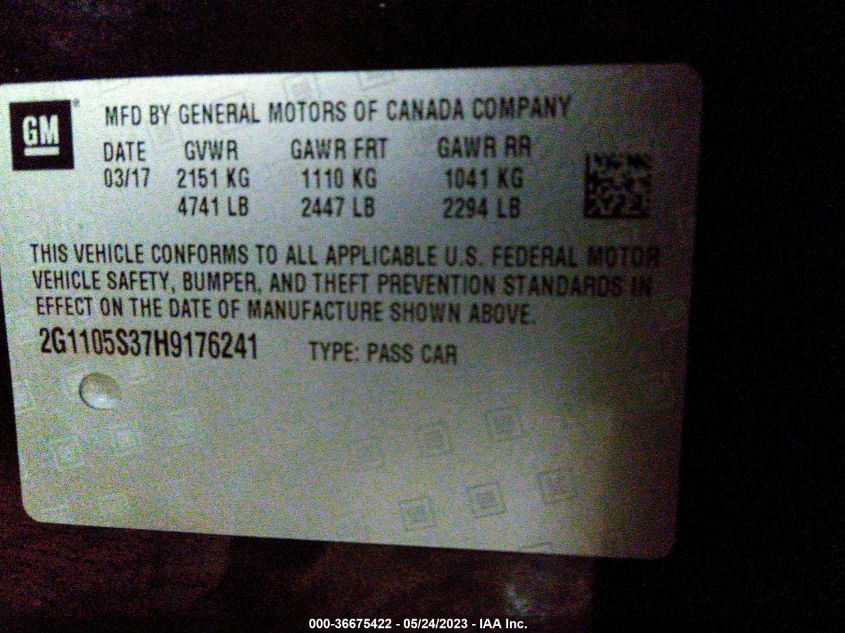 GM
MFD BY GENERAL MOTORS OF CANADA COMPANY
DATE GVWR GAWR FRT GAWR RR
03/17 2151 KG 1110 KG 1041 KG
4741 LB 2447 LB 2294 LB
THIS VEHICLE CONFORMS TO ALL APPLICABLE U.S. FEDERAL MOTOR
VEHICLE SAFETY, BUMPER, AND THEFT PREVENTION STANDARDS IN
EFFECT ON THE DATE OF MANUFACTURE SHOWN ABOVE.
2G1105S37H9176241 TYPE: PASS CAR
000-36675422 - 05/24/2023 - IAA Inc.